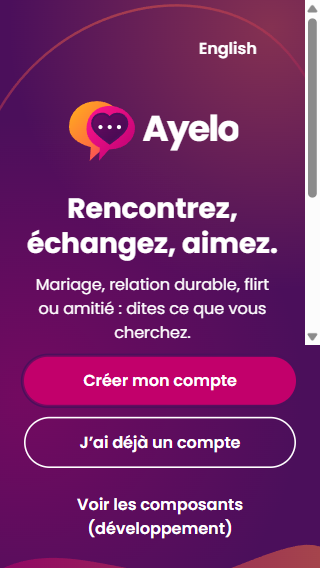 English
Ayelo
Rencontrez,
échangez, aimez.
Mariage, relation durable, flirt
ou amitié : dites ce que vous
cherchez.
Créer mon compte
J’ai déjà un compte
Voir les composants
(développement)